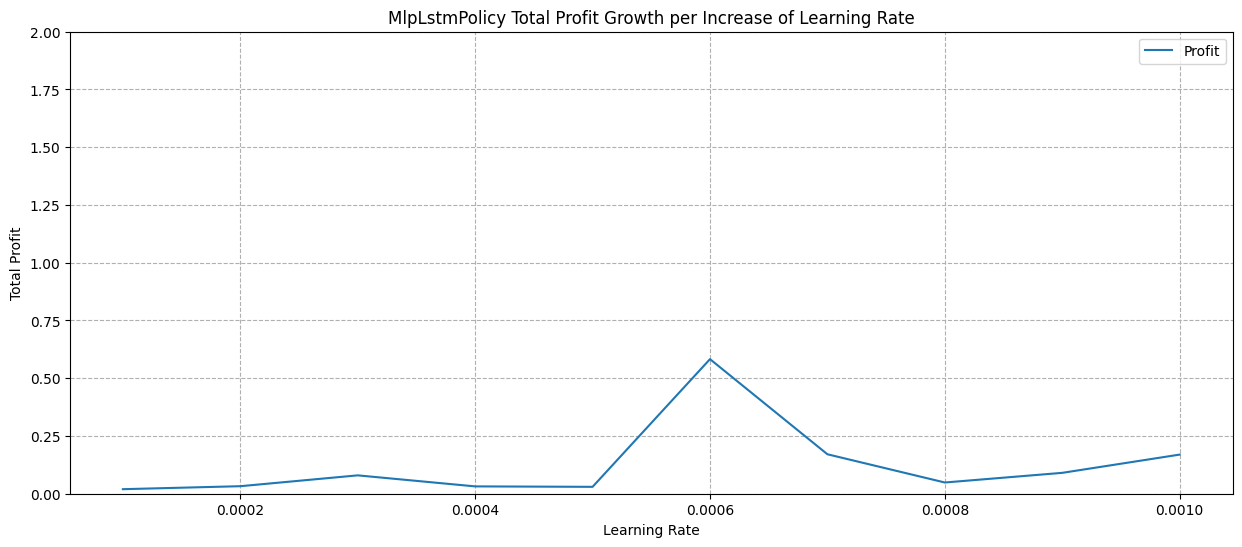 MlpLstmPolicy Total Profit Growth per Increase of Learning Rate
Profit
2.00
1.75
1.50
1.25
1.00
0.75
0.50
0.25
0.00
Total Profit
0.0002 0.0004 0.0006 0.0008 0.0010
Learning Rate